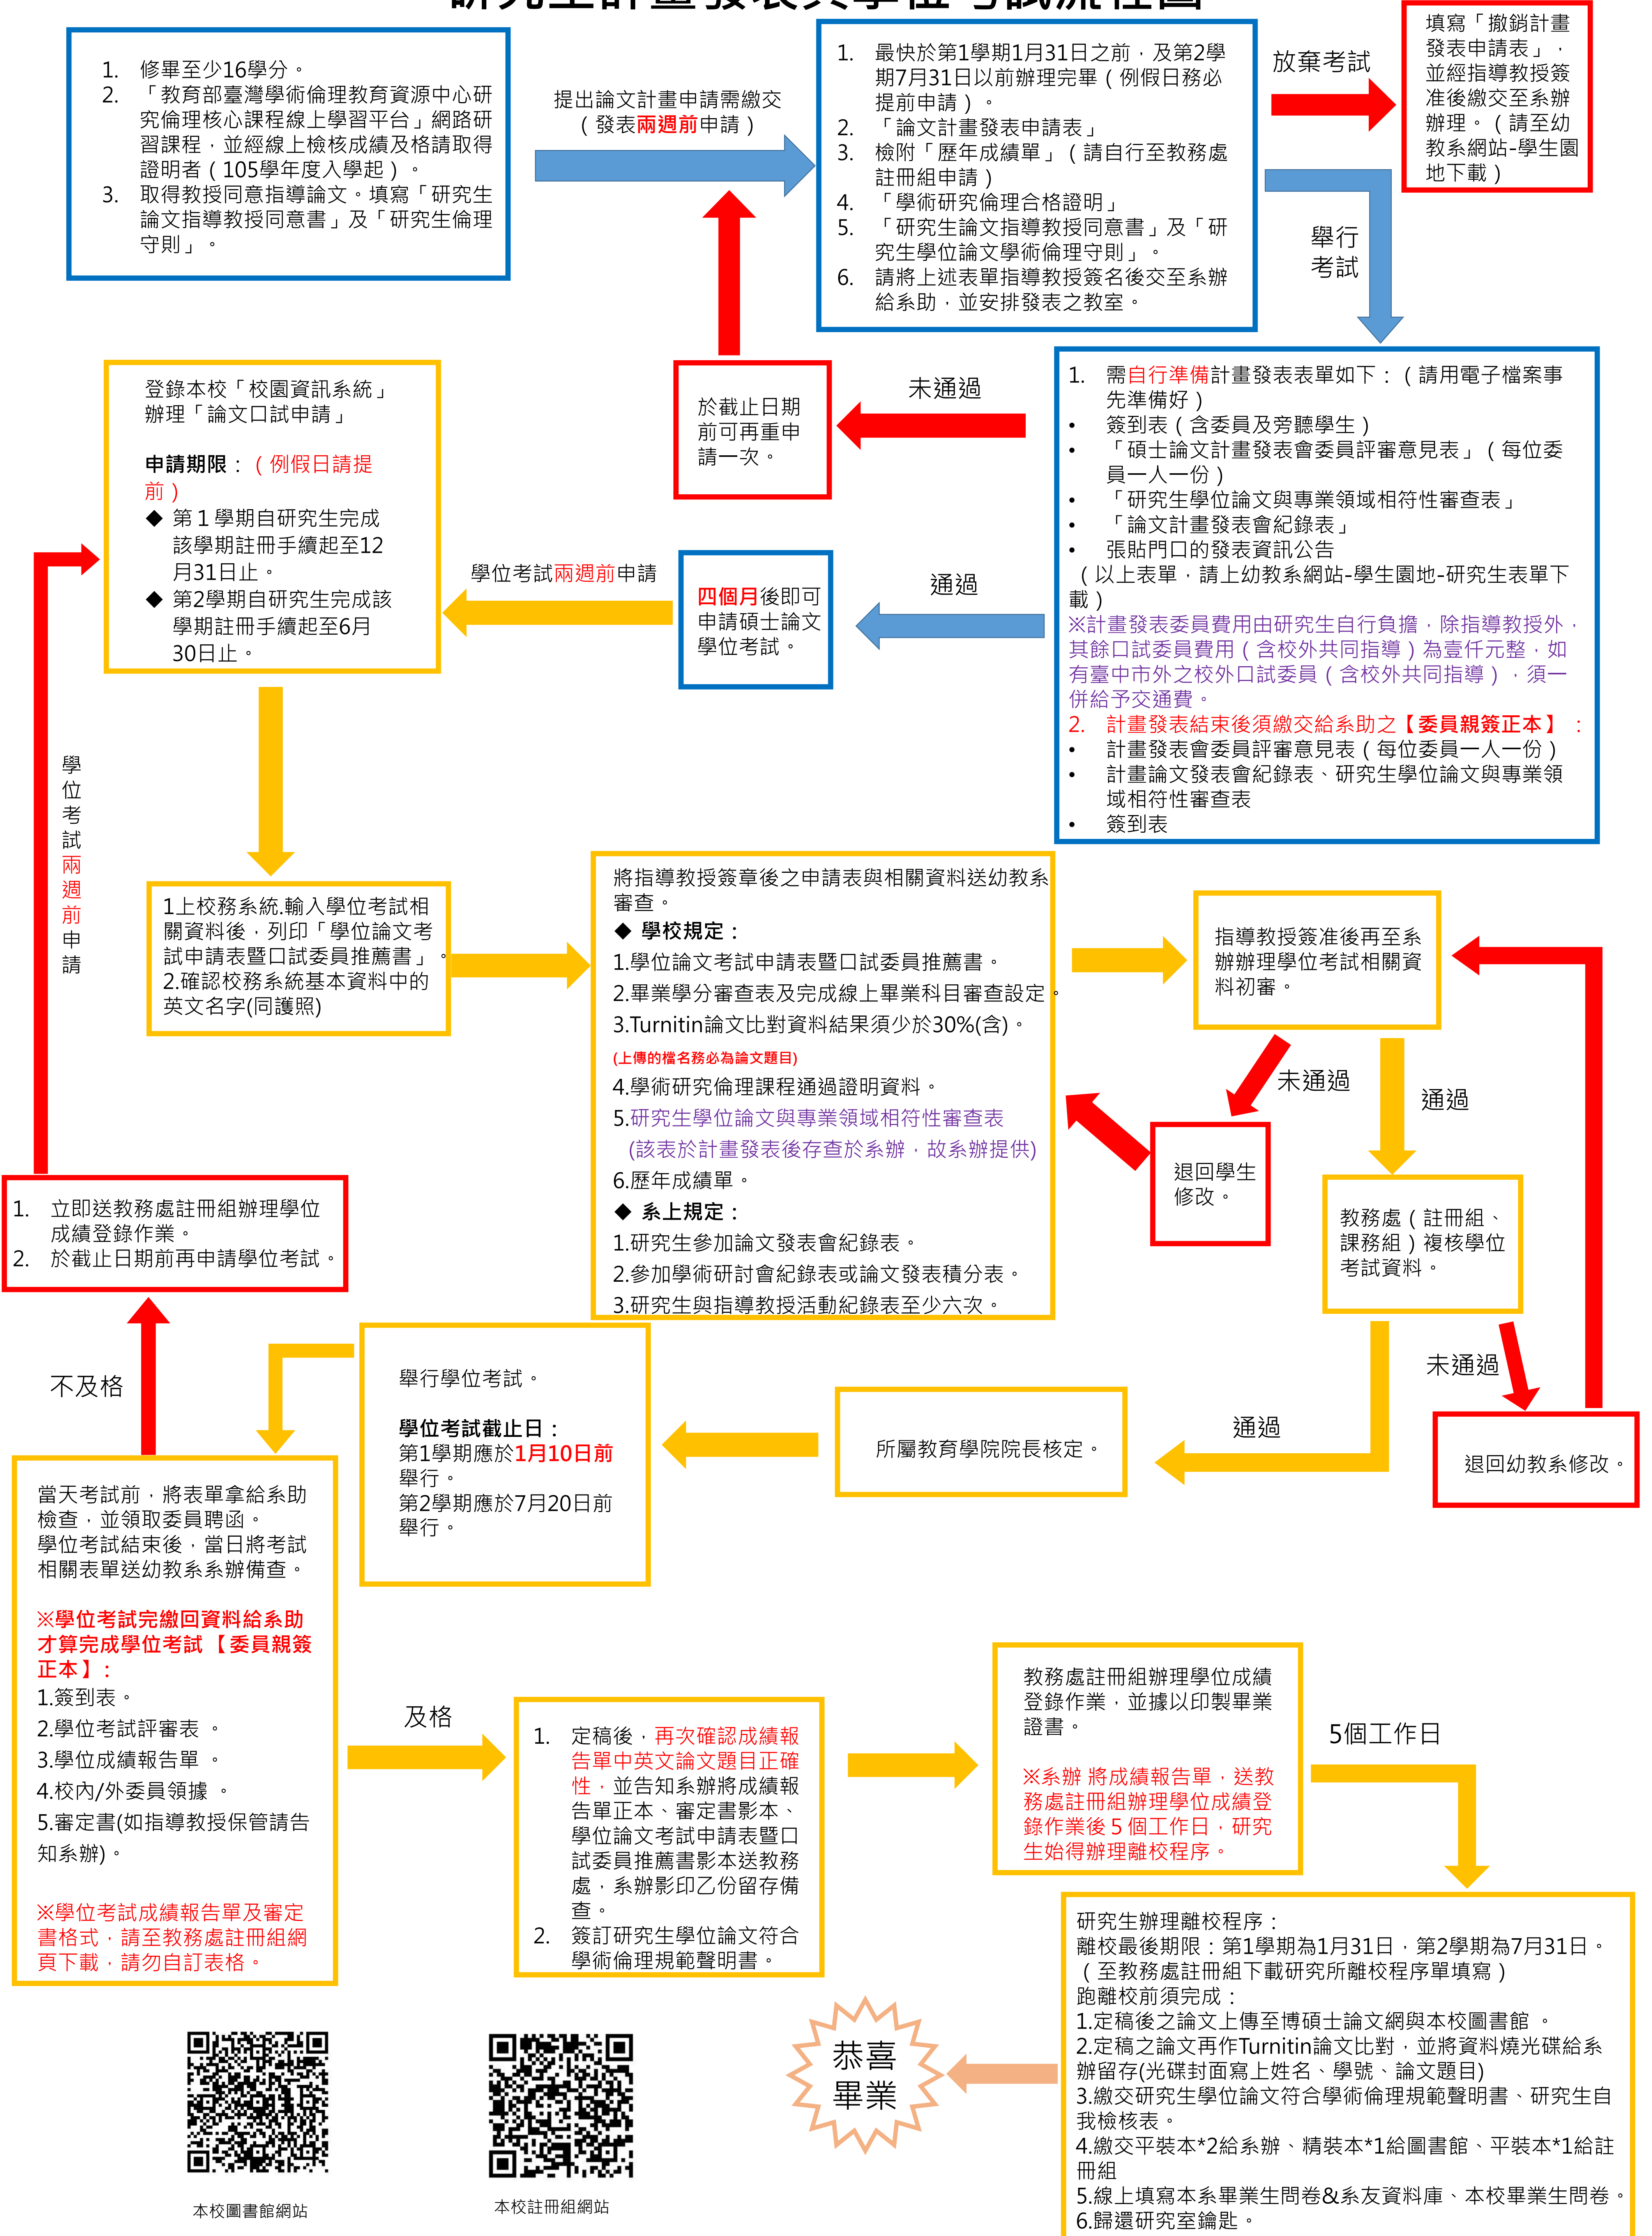 研究生計畫發表與學位考試流程圖
1. 修畢至少16學分。
2. 「教育部臺灣學術倫理教育資源中心研
究倫理核心課程線上學習平台」網路研
習課程，並經線上檢核成績及格請取得
證明者（105學年度入學起）。
3. 取得教授同意指導論文。填寫「研究生
論文指導教授同意書」及「研究生倫理
守則」。
提出論文計畫申請需繳交
（發表兩週前申請）
1. 最快於第1學期1月31日之前，及第2學
期7月31日以前辦理完畢（例假日務必
提前申請）。
2. 「論文計畫發表申請表」
3. 檢附「歷年成績單」（請自行至教務處
註冊組申請）
4. 「學術研究倫理合格證明」
5. 「研究生論文指導教授同意書」及「研
究生學位論文學術倫理守則」。
6. 請將上述表單指導教授簽名後交至系辦
給系助，並安排發表之教室。
放棄考試
填寫「撤銷計畫
發表申請表」，
並經指導教授簽
准後繳交至系辦
辦理。（請至幼
教系網站-學生園
地下載）
舉行
考試
1. 需自行準備計畫發表表單如下：（請用電子檔案事
先準備好）
• 簽到表（含委員及旁聽學生）
• 「碩士論文計畫發表會委員評審意見表」（每位委
員一人一份）
• 「研究生學位論文與專業領域相符性審查表」
• 「論文計畫發表會紀錄表」
• 張貼門口的發表資訊公告
（以上表單，請上幼教系網站-學生園地-研究生表單下
載）
※計畫發表委員費用由研究生自行負擔，除指導教授外，
其餘口試委員費用（含校外共同指導）為壹仟元整，如
有臺中市外之校外口試委員（含校外共同指導），須一
併給予交通費。
2. 計畫發表結束後須繳交給系助之【委員親簽正本】：
• 計畫發表會委員評審意見表（每位委員一人一份）
• 計畫論文發表會紀錄表、研究生學位論文與專業領
域相符性審查表
• 簽到表
未通過
於截止日期
前可再重申
請一次。
通過
四個月後即可
申請碩士論文
學位考試。
學位考試兩週前申請
登錄本校「校園資訊系統」
辦理「論文口試申請」
申請期限：（例假日請提
前）
◆ 第１學期自研究生完成
該學期註冊手續起至12
月31日止。
◆ 第2學期自研究生完成該
學期註冊手續起至6月
30日止。
學位考試兩週前申請
1上校務系統.輸入學位考試相
關資料後，列印「學位論文考
試申請表暨口試委員推薦書」。
2.確認校務系統基本資料中的
英文名字(同護照)
將指導教授簽章後之申請表與相關資料送幼教系
審查。
◆ 學校規定：
1.學位論文考試申請表暨口試委員推薦書。
2.畢業學分審查表及完成線上畢業科目審查設定。
3.Turnitin論文比對資料結果須少於30%(含)。
(上傳的檔名務必為論文題目)
4.學術研究倫理課程通過證明資料。
5.研究生學位論文與專業領域相符性審查表
(該表於計畫發表後存查於系辦，故系辦提供)
6.歷年成績單。
◆ 系上規定：
1.研究生參加論文發表會紀錄表。
2.參加學術研討會紀錄表或論文發表積分表。
3.研究生與指導教授活動紀錄表至少六次。
指導教授簽准後再至系
辦辦理學位考試相關資
料初審。
未通過
通過
退回學生
修改。
教務處（註冊組、
課務組）複核學位
考試資料。
未通過
退回幼教系修改。
通過
所屬教育學院院長核定。
舉行學位考試。
學位考試截止日：
第1學期應於1月10日前
舉行。
第2學期應於7月20日前
舉行。
1. 立即送教務處註冊組辦理學位
成績登錄作業。
2. 於截止日期前再申請學位考試。
不及格
當天考試前，將表單拿給系助
檢查，並領取委員聘函。
學位考試結束後，當日將考試
相關表單送幼教系系辦備查。
※學位考試完繳回資料給系助
才算完成學位考試【委員親簽
正本】：
1.簽到表。
2.學位考試評審表 。
3.學位成績報告單 。
4.校內/外委員領據 。
5.審定書(如指導教授保管請告
知系辦)。
※學位考試成績報告單及審定
書格式，請至教務處註冊組網
頁下載，請勿自訂表格。
及格
1. 定稿後，再次確認成績報
告單中英文論文題目正確
性，並告知系辦將成績報
告單正本、審定書影本、
學位論文考試申請表暨口
試委員推薦書影本送教務
處，系辦影印乙份留存備
查。
2. 簽訂研究生學位論文符合
學術倫理規範聲明書。
教務處註冊組辦理學位成績
登錄作業，並據以印製畢業
證書。
※系辦 將成績報告單，送教
務處註冊組辦理學位成績登
錄作業後５個工作日，研究
生始得辦理離校程序。
5個工作日
研究生辦理離校程序：
離校最後期限：第1學期為1月31日，第2學期為7月31日。
（至教務處註冊組下載研究所離校程序單填寫）
跑離校前須完成：
1.定稿後之論文上傳至博碩士論文網與本校圖書館 。
2.定稿之論文再作Turnitin論文比對，並將資料燒光碟給系
辦留存(光碟封面寫上姓名、學號、論文題目)
3.繳交研究生學位論文符合學術倫理規範聲明書、研究生自
我檢核表。
4.繳交平裝本*2給系辦、精裝本*1給圖書館、平裝本*1給註
冊組
5.線上填寫本系畢業生問卷&系友資料庫、本校畢業生問卷。
6.歸還研究室鑰匙。
恭喜
畢業
本校圖書館網站
本校註冊組網站